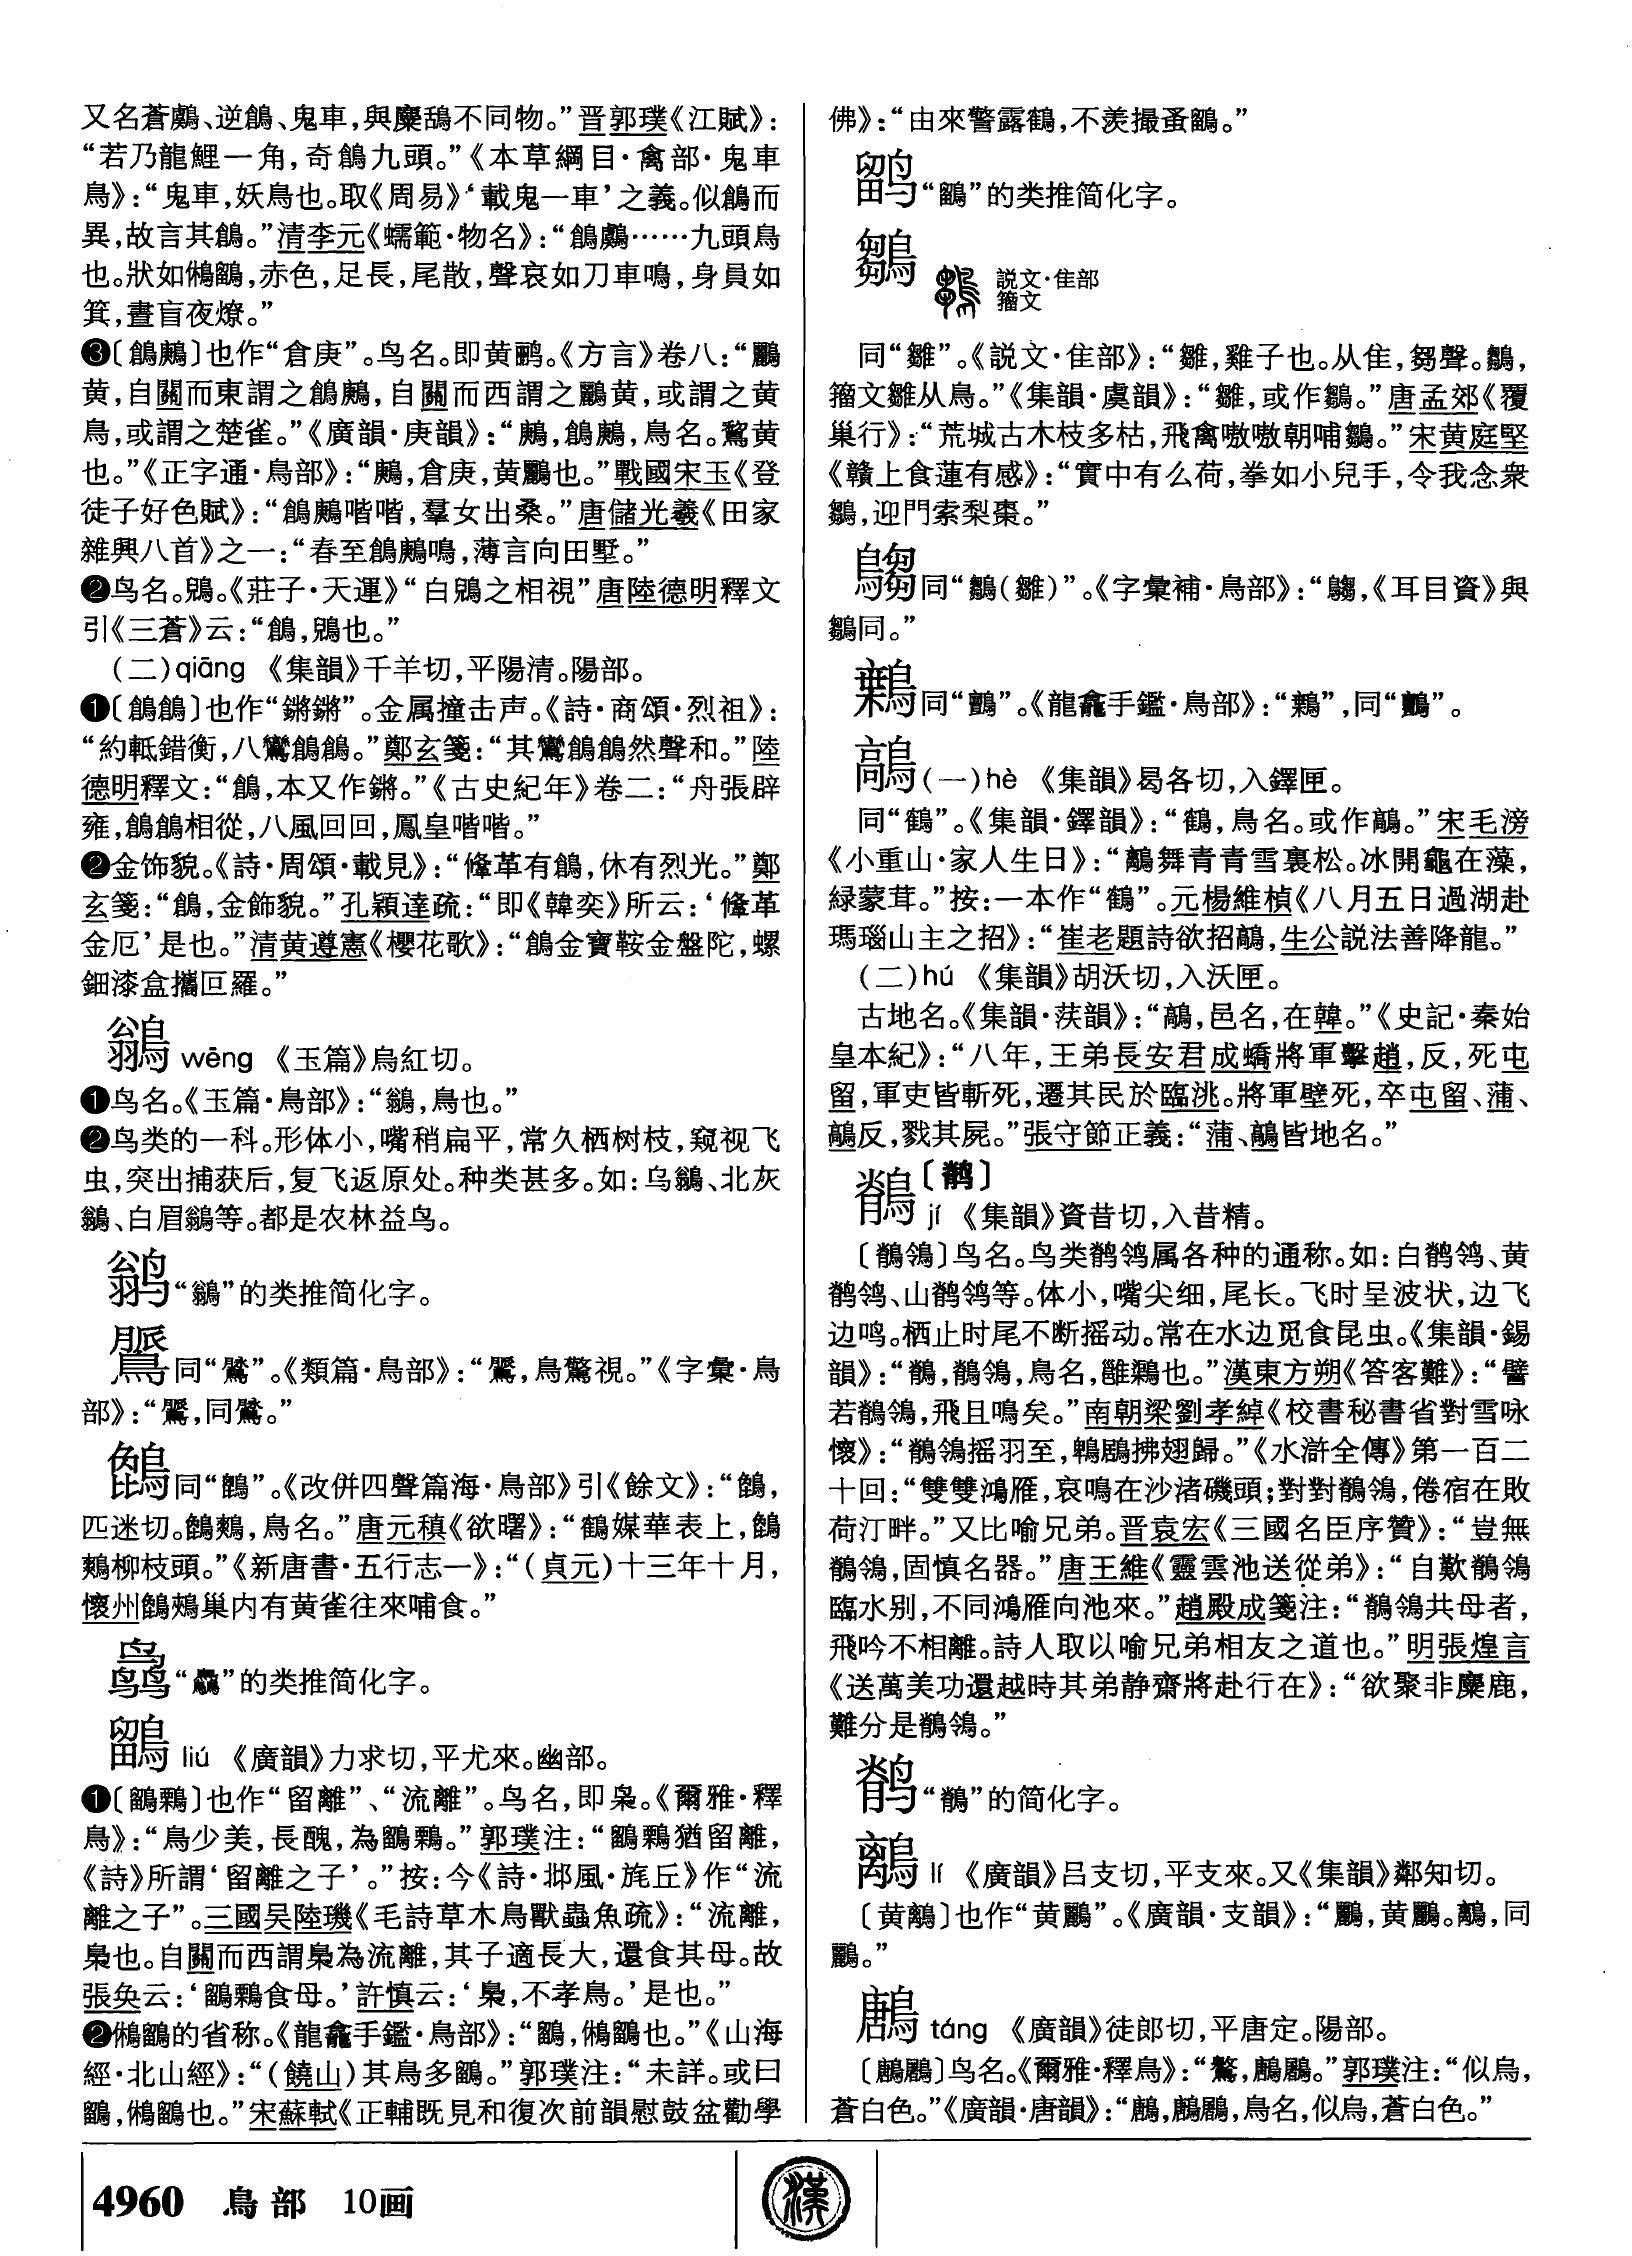 又名蒼鸆、逆鶬、鬼車，與麋鴰不同物。”晋郭璞《江賦》：
“若乃龍鯉一角，奇鶬九頭。”《本草綱目·禽部·鬼車
鳥》：“鬼車，妖鳥也。取《周易》‘載鬼一車’之義。似鶬而
異，故言其鶬。”清李元《蠕範·物名》：“鶬鸆……九頭鳥
也。狀如鵂鶹，赤色，足長，尾散，聲哀如刀車鳴，身員如
箕，晝盲夜燎。”
❸〔鶬鶊〕也作“倉庚”。鸟名。即黄鹂。《方言》卷八：“鸝
黄，自關而東謂之鶬鶊，自關而西謂之鸝黄，或謂之黄
鳥，或謂之楚雀。”《廣韻·庚韻》：“鶊，鶬鶊，鳥名。鵹黄
也。”《正字通·鳥部》：“鶊，倉庚，黄鸝也。”戰國宋玉《登
徒子好色賦》：“鶬鶊喈喈，羣女出桑。”唐儲光羲《田家
雜興八首》之一：“春至鶬鶊鳴，薄言向田墅。”
❷鸟名。鶂。《莊子·天運》“白鶂之相視”唐陸德明釋文
引《三蒼》云：“鶬，鶂也。”
（二）qiāng 《集韻》千羊切，平陽清。陽部。
❶〔鶬鶬〕也作“鏘鏘”。金属撞击声。《詩·商頌·烈祖》：
“約軧錯衡，八鸞鶬鶬。”鄭玄箋：“其鸞鶬鶬然聲和。”陸
德明釋文：“鶬，本又作鏘。”《古史紀年》卷二：“舟張辟
雍，鶬鶬相從，八風回回，鳳皇喈喈。”
❷金饰貌。《詩·周頌·載見》：“鞗革有鶬，休有烈光。”鄭
玄箋：“鶬，金飾貌。”孔穎達疏：“即《韓奕》所云：‘鞗革
金厄’是也。”清黄遵憲《櫻花歌》：“鶬金寶鞍金盤陀，螺
鈿漆盒攜叵羅。”
鶲 wēng 《玉篇》烏紅切。
❶鸟名。《玉篇·鳥部》：“鶲，鳥也。”
❷鸟类的一科。形体小，嘴稍扁平，常久栖树枝，窥视飞
虫，突出捕获后，复飞返原处。种类甚多。如：乌鶲、北灰
鶲、白眉鶲等。都是农林益鸟。
鹟“鶲”的类推简化字。
同“”。《類篇·鳥部》：“，鳥驚視。”《字彙·鳥
部》：“，同。”
同“鶴”。《改併四聲篇海·鳥部》引《餘文》：“，
匹迷切。鶏，鳥名。”唐元稹《欲曙》：“鶴媒華表上，
柳枝頭。”《新唐書·五行志一》：“（貞元）十三年十月，
懷州巢内有黄雀往來哺食。”
“”的类推简化字。
鶹 liú 《廣韻》力求切，平尤來。幽部。
❶〔鶹鷅〕也作“留離”、“流離”。鸟名，即枭。《爾雅·釋
鳥》：“鳥少美，長醜，為鶹鷅。”郭璞注：“鶹鷅猶留離，
《詩》所謂‘留離之子’。”按：今《詩·邶風·旄丘》作“流
離之子”。三國吴陸璣《毛詩草木鳥獸蟲魚疏》：“流離，
梟也。自關而西謂梟為流離，其子適長大，還食其母。故
張奂云：‘鶹鷅食母。’許慎云：‘梟，不孝鳥。’是也。”
❷鵂鶹的省称。《龍龕手鑑·鳥部》：“鶹，鵂鶹也。”《山海
經·北山經》：“（饒山）其鳥多鶹。”郭璞注：“未詳。或曰
鶹，鵂鶹也。”宋蘇軾《正輔既見和復次前韻慰鼓盆勸學
佛》：“由來警露鶴，不羨撮蚤鶹。”
鹠“鶹”的类推简化字。
鶵 説文·隹部
籀文
同“雛”。《説文·隹部》：“雛，雞子也。从隹，芻聲。鶵，
籀文雛从鳥。”《集韻·虞韻》：“雛，或作鶵。”唐孟郊《覆
巢行》：“荒城古木枝多枯，飛禽嗷嗷朝哺鶵。”宋黄庭堅
《贛上食蓮有感》：“實中有么荷，拳如小兒手，令我念衆
鶵，迎門索梨棗。”
同“鶵（雛）”。《字彙補·鳥部》：“，《耳目資》與
鶵同。”
同“鸕”。《龍龕手鑑·鳥部》：“”，同“”。
鶮（一）hè 《集韻》曷各切，入鐸匣。
同“鶴”。《集韻·鐸韻》：“鶴，鳥名。或作鶮。”宋毛滂
《小重山·家人生日》：“鶮舞青青雪裏松。冰開龜在藻，
緑蒙茸。”按：一本作“鶴”。元楊維楨《八月五日過湖赴
瑪瑙山主之招》：“崔老題詩欲招鶮，生公説法善降龍。”
（二）hú 《集韻》胡沃切，入沃匣。
古地名。《集韻·𦬇韻》：“鶮，邑名，在韓。”《史記·秦始
皇本紀》：“八年，王弟長安君成蟜將軍擊趙，反，死屯
留，軍吏皆斬死，遷其民於臨洮。將軍壁死，卒屯留、蒲、
鶮反，戮其屍。”張守節正義：“蒲、鶮皆地名。”
鶺〔鹡〕
jí 《集韻》資昔切，入昔精。
〔鶺鴒〕鸟名。鸟类鹡鸰属各种的通称。如：白鹡鸰、黄
鹡鸰、山鹡鸰等。体小，嘴尖细，尾长。飞时呈波状，边飞
边鸣。栖止时尾不断摇动。常在水边觅食昆虫。《集韻·錫
韻》：“鶺，鶺鴒，鳥名，雝鸔也。”漢東方朔《答客難》：“譬
若鶺鴒，飛且鳴矣。”南朝梁劉孝綽《校書秘書省對雪咏
懷》：“鶺鴒摇羽至，鶤鶋拂翅歸。”《水滸全傳》第一百二
十回：“雙雙鴻雁，哀鳴在沙渚磯頭；對對鶺鴒，倦宿在敗
荷汀畔。”又比喻兄弟。晋袁宏《三國名臣序贊》：“豈無
鶺鴒，固慎名器。”唐王維《靈雲池送從弟》：“自歎鶺鴒
臨水别，不同鴻雁向池來。”趙殿成箋注：“鶺鴒共母者，
飛吟不相離。詩人取以喻兄弟相友之道也。”明張煌言
《送萬美功還越時其弟静齋將赴行在》：“欲聚非麋鹿，
難分是鶺鴒。”
鹡“鶺”的简化字。
鷅 lí 《廣韻》吕支切，平支來。又《集韻》鄰知切。
〔黄〕也作“黄鸝”。《廣韻·支韻》：“鸝，黄鸝。，同
鸝。”
鶶 táng 《廣韻》徒郎切，平唐定。陽部。
〔鶶鷵〕鸟名。《爾雅·釋鳥》：“鷑，鶶鷵。”郭璞注：“似烏，
蒼白色。”《廣韻·唐韻》：“鶶，鶶鷵，鳥名，似烏，蒼白色。”
4960 鳥部 10画
漢